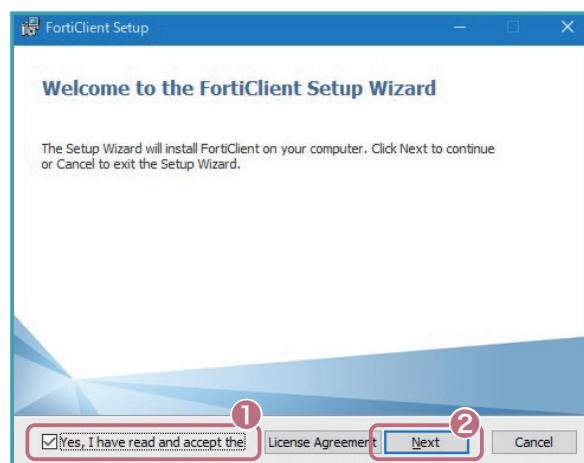 FortiClient Setup
Welcome to the FortiClient Setup Wizard
The Setup Wizard will install FortiClient on your computer. Click Next to continue
or Cancel to exit the Setup Wizard.
1
2
Yes, I have read and accept the License Agreement Next Cancel